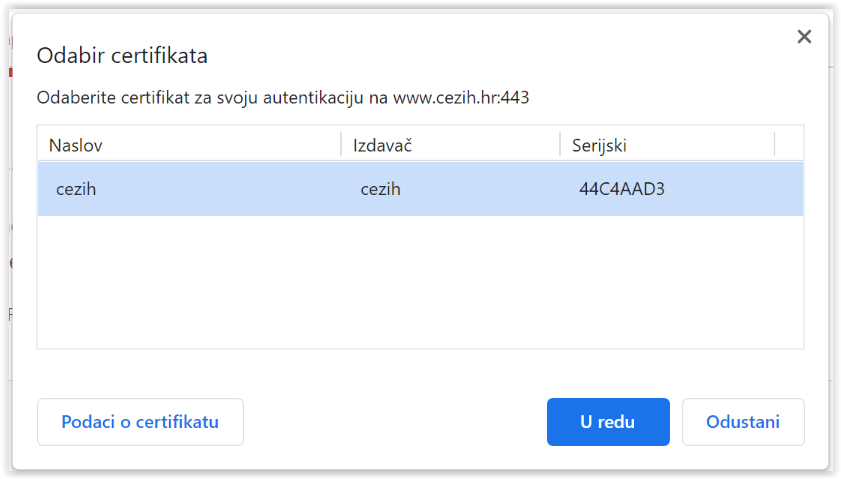 Odabir certifikata
Odaberite certifikat za svoju autentikaciju na www.cezih.hr:443
Naslov Izdavač Serijski
cezih cezih 44C4AAD3
Podaci o certifikatu U redu Odustani